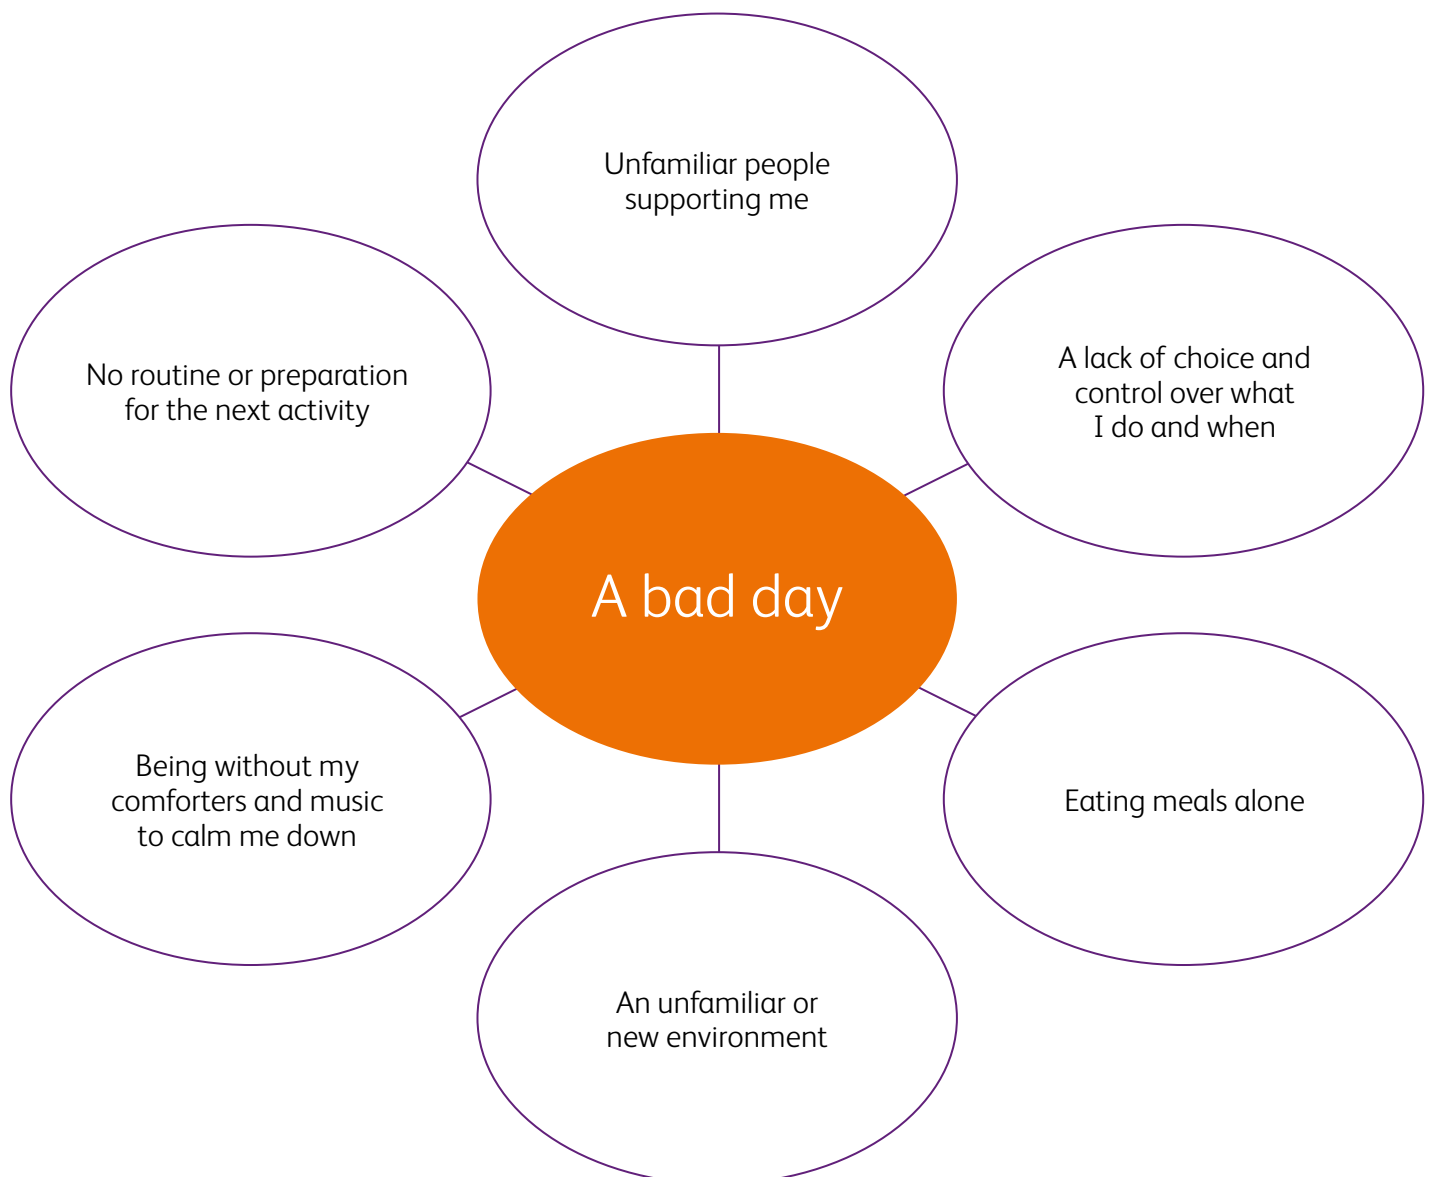 Unfamiliar people
supporting me
No routine or preparation
for the next activity
A lack of choice and
control over what
I do and when
A bad day
Being without my
comforters and music
to calm me down
Eating meals alone
An unfamiliar or
new environment